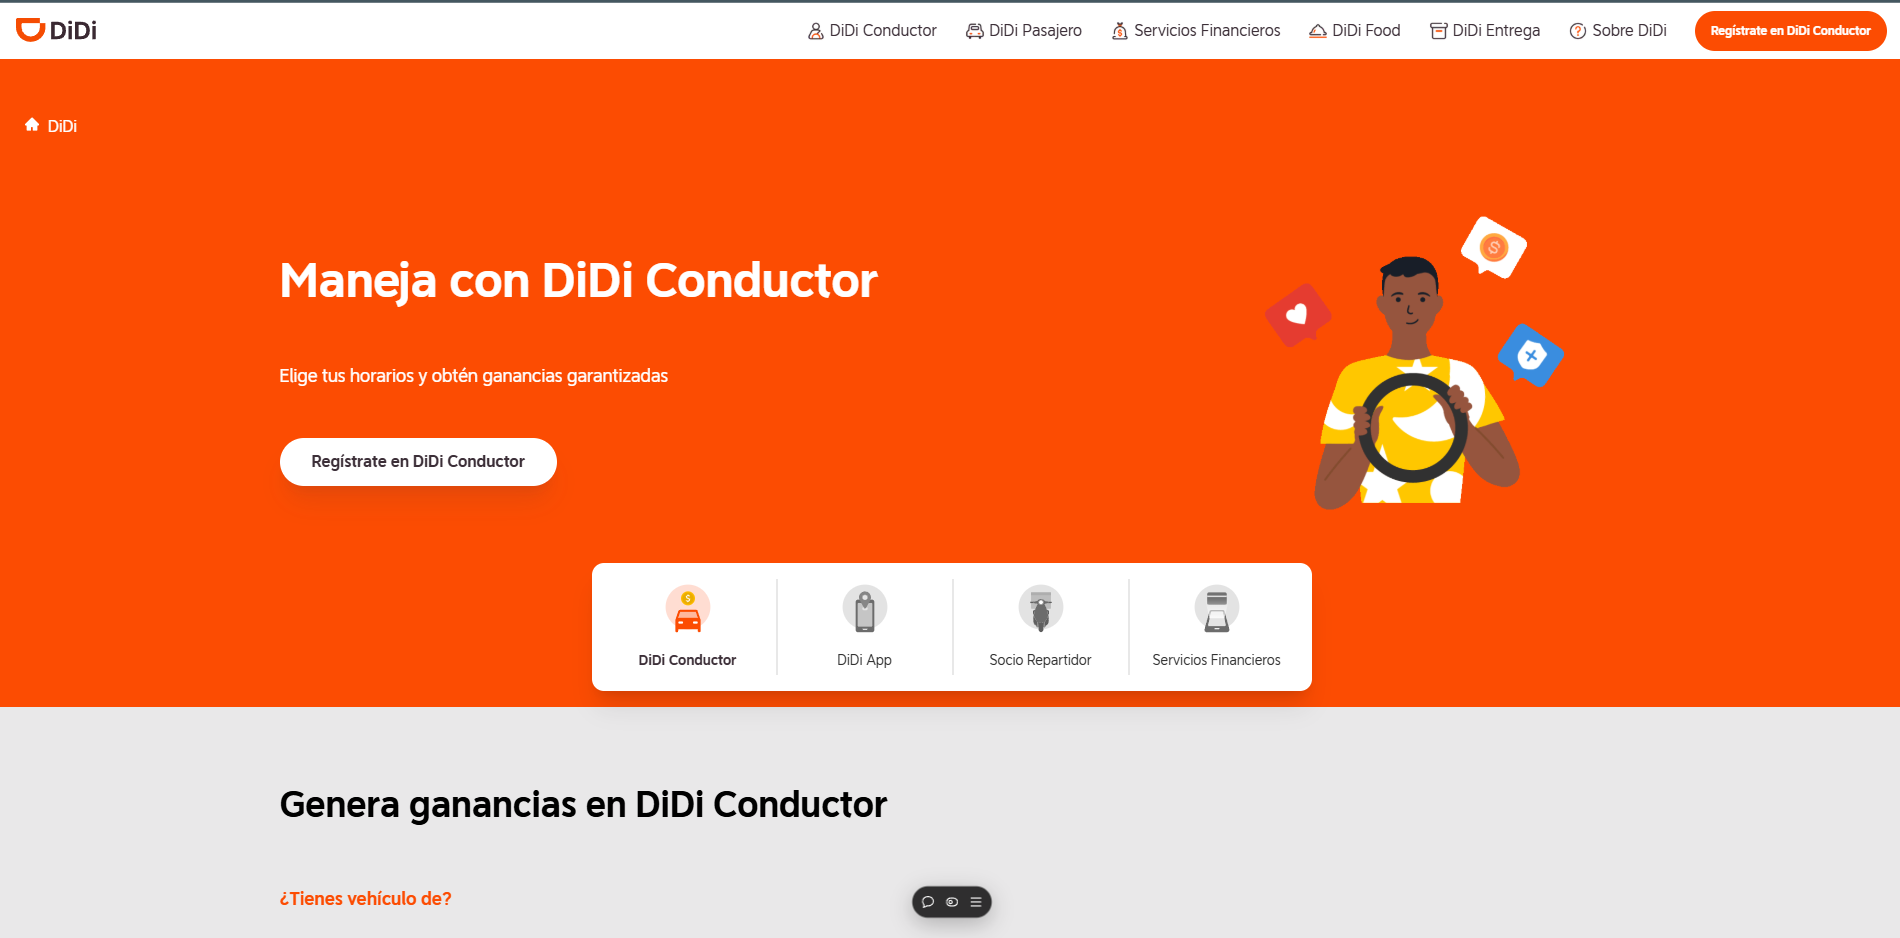 DiDi
DiDi Conductor
DiDi Pasajero
Servicios Financieros
DiDi Food
DiDi Entrega
Sobre DiDi
Regístrate en DiDi Conductor
DiDi
Maneja con DiDi Conductor
Elige tus horarios y obtén ganancias garantizadas
Regístrate en DiDi Conductor
DiDi Conductor
DiDi App
Socio Repartidor
Servicios Financieros
Genera ganancias en DiDi Conductor
¿Tienes vehículo de?